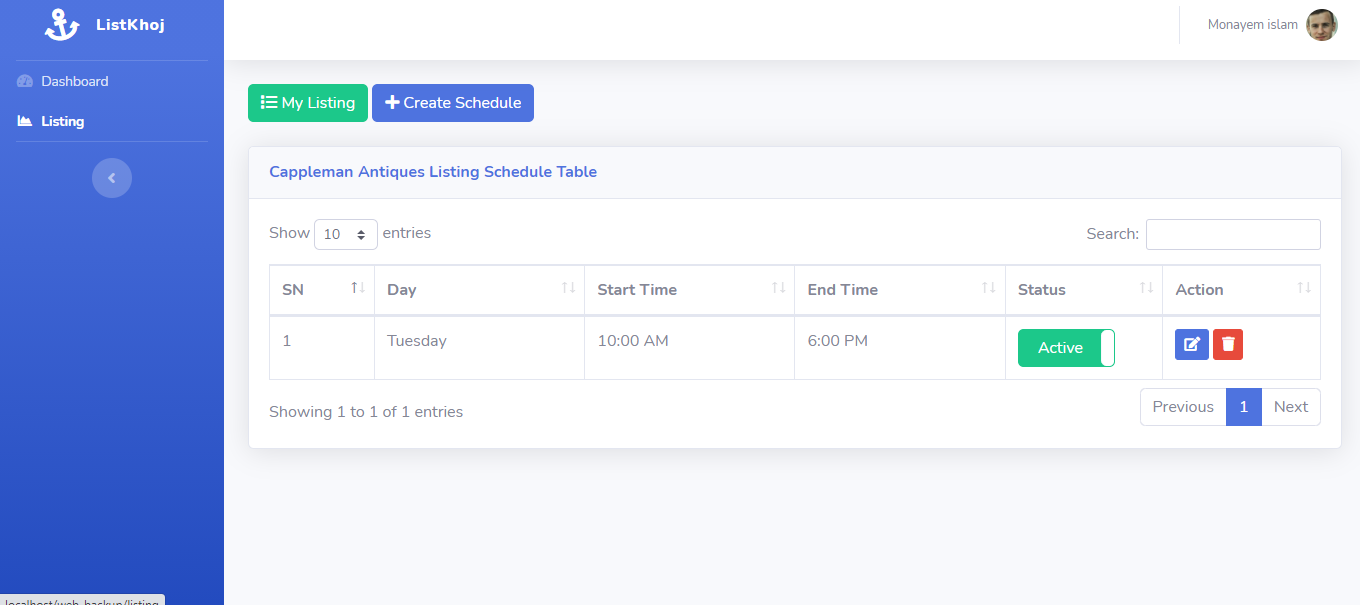 ListKhoj
Monayem islam
Dashboard
Listing
My Listing Create Schedule
Cappleman Antiques Listing Schedule Table
Show 10 entries Search:
SN Day Start Time End Time Status Action
1 Tuesday 10:00 AM 6:00 PM Active
Showing 1 to 1 of 1 entries
Previous 1 Next
localhost/web-backup/listing